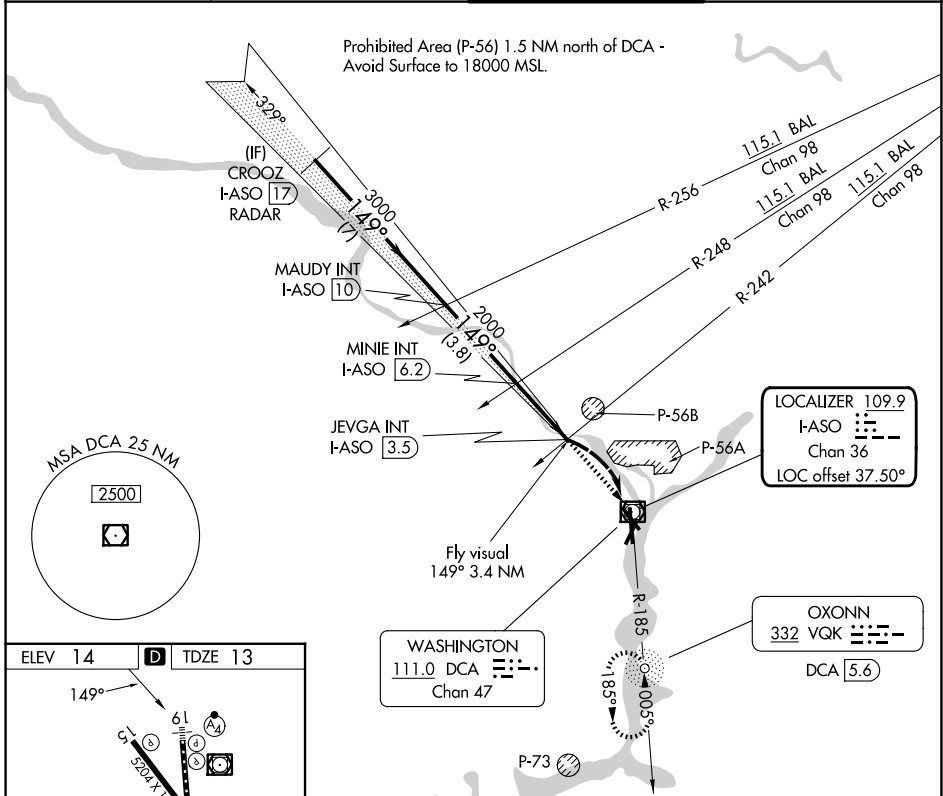 Prohibited Area (P-56) 1.5 NM north of DCA -
Avoid Surface to 18000 MSL.
329°
(IF)
CROOZ
I-ASO 17
RADAR
3000
149°
(7)
115.1 BAL
Chan 98
R-256
115.1 BAL
Chan 98
R-248
115.1 BAL
Chan 98
R-242
MAUDY INT
I-ASO 10
2000
149°
(3.8)
MINIE INT
I-ASO 6.2
JEVGA INT
I-ASO 3.5
P-56B
P-56A
LOCALIZER 109.9
I-ASO
Chan 36
LOC offset 37.50°
MSA DCA 25 NM
2500
Fly visual
149° 3.4 NM
R-185
WASHINGTON
111.0 DCA
Chan 47
OXONN
332 VQK
DCA 5.6
185°
005°
P-73
ELEV 14
D
TDZE 13
149°
19
A4
15
P
P
P
5204 X